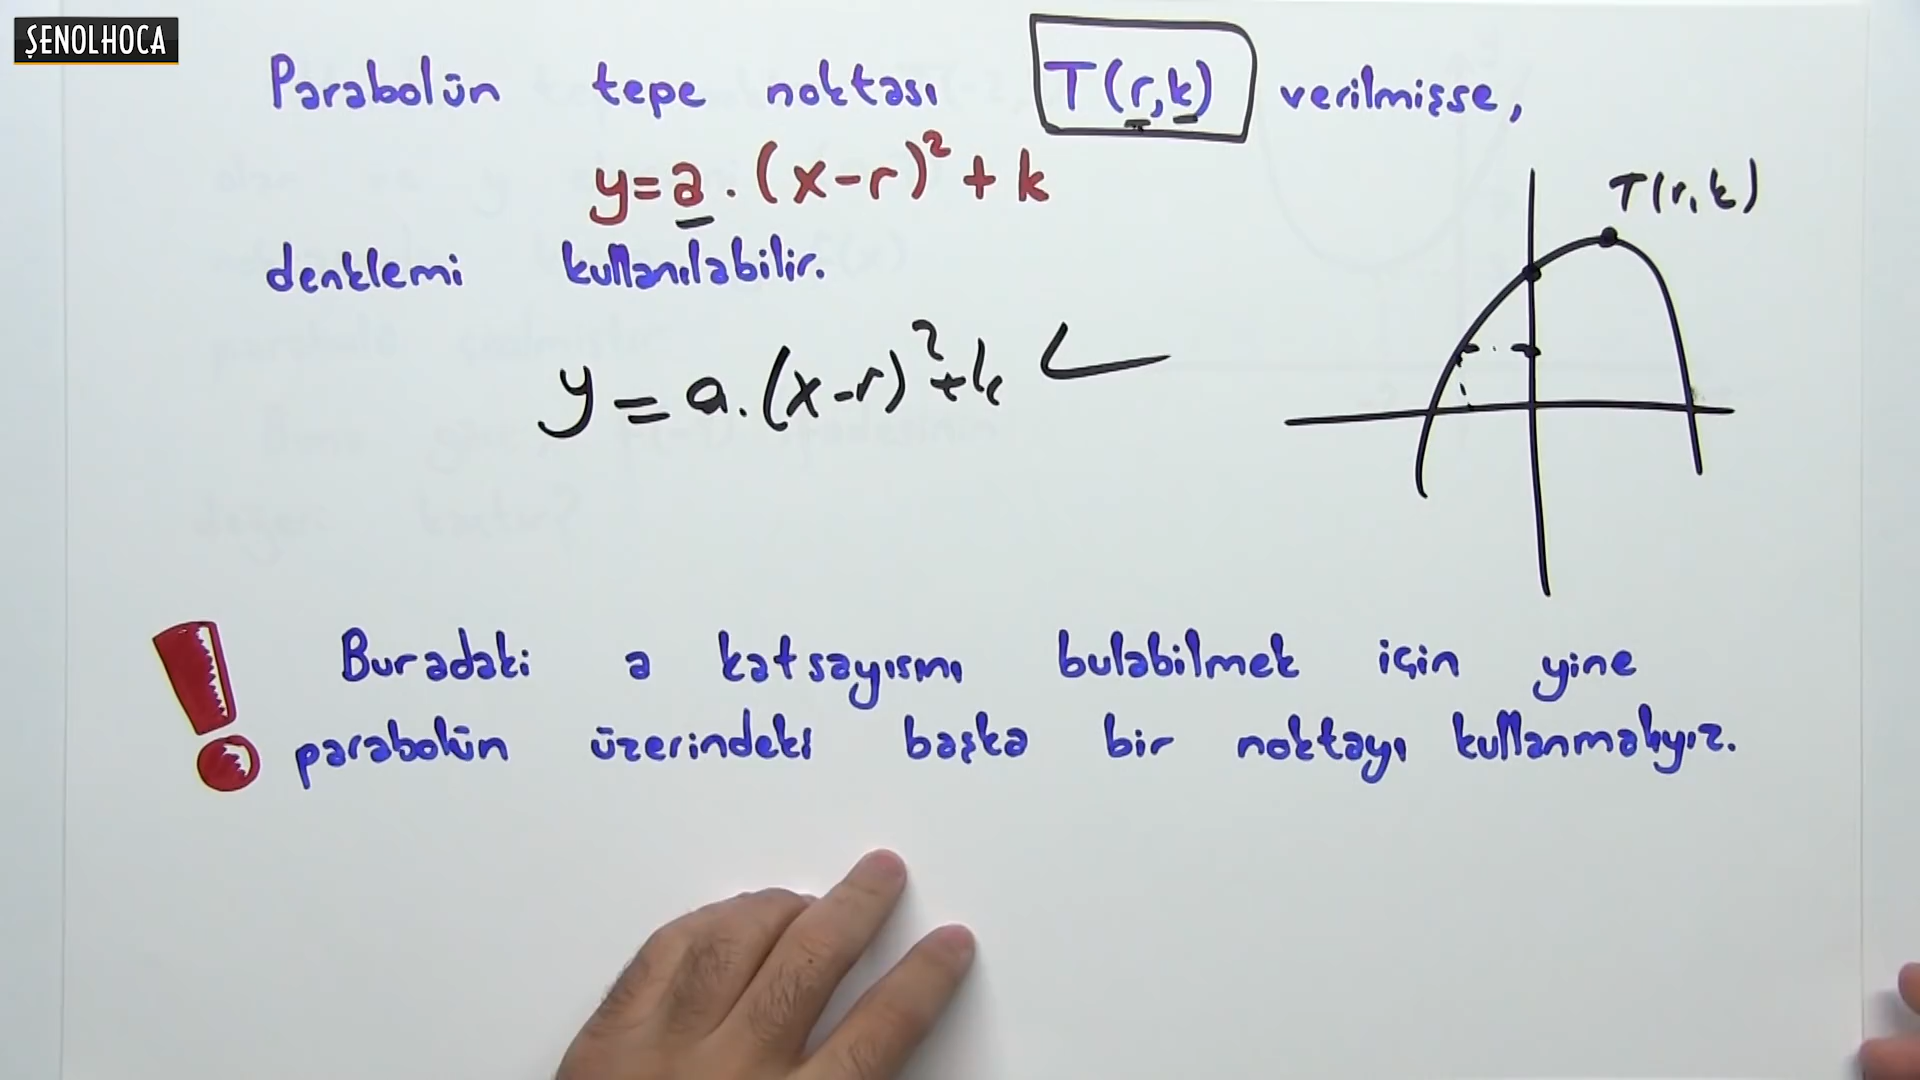 ŞENOLHOCA
Parabolün tepe noktası T(r,k) verilmişse,
y=a.(x-r)²+k
T(r,k)
denklemi kullanılabilir.
y=a.(x-r)²+k
Buradaki a katsayısını bulabilmek için yine
parabolün üzerindeki başka bir noktayı kullanmalıyız.